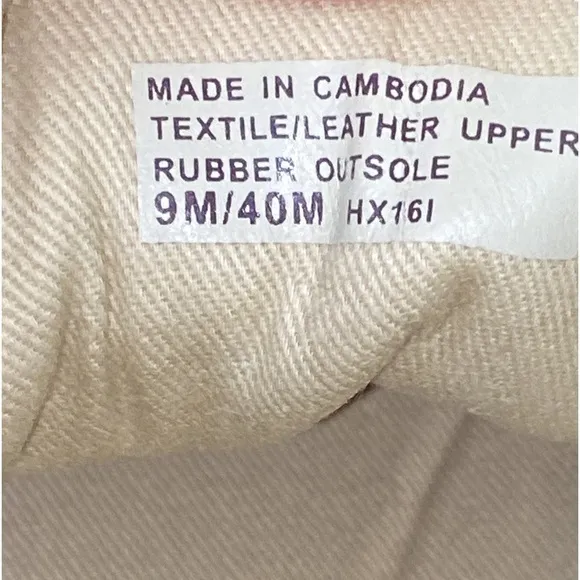 MADE IN CAMBODIA
TEXTILE/LEATHER UPPER
RUBBER OUTSOLE
9M/40M HX16I